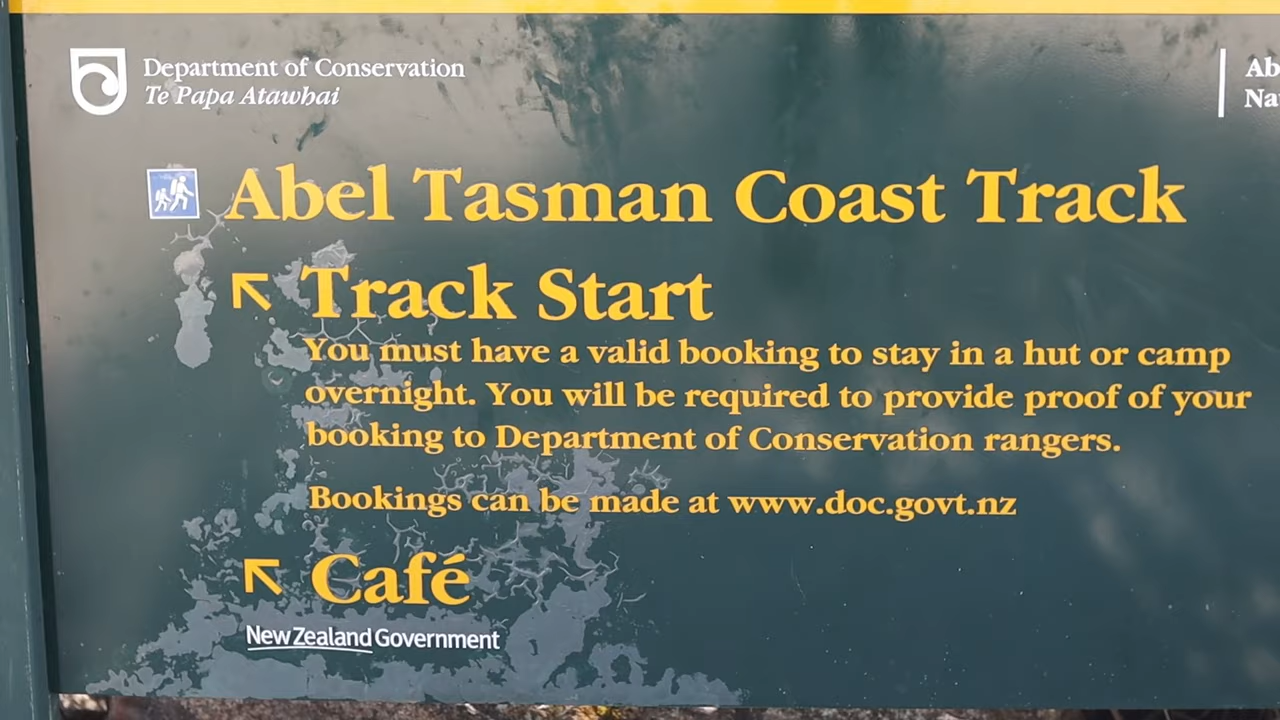 Department of Conservation
Te Papa Atawhai
Abel Tasman Coast Track
Track Start
You must have a valid booking to stay in a hut or camp
overnight. You will be required to provide proof of your
booking to Department of Conservation rangers.
Bookings can be made at www.doc.govt.nz
Café
New Zealand Government